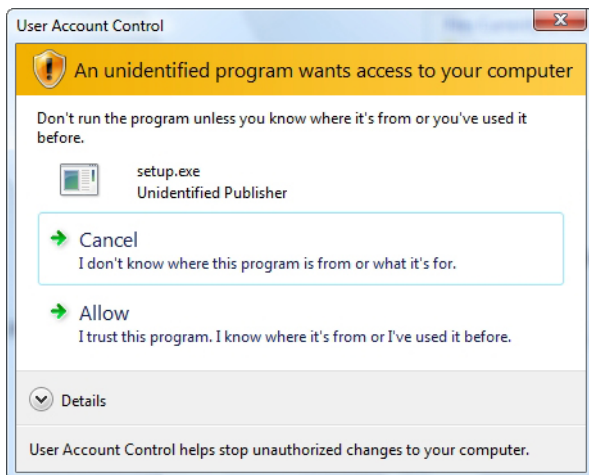 User Account Control
An unidentified program wants access to your computer
Don't run the program unless you know where it's from or you've used it
before.
setup.exe
Unidentified Publisher
Cancel
I don't know where this program is from or what it's for.
Allow
I trust this program. I know where it's from or I've used it before.
Details
User Account Control helps stop unauthorized changes to your computer.